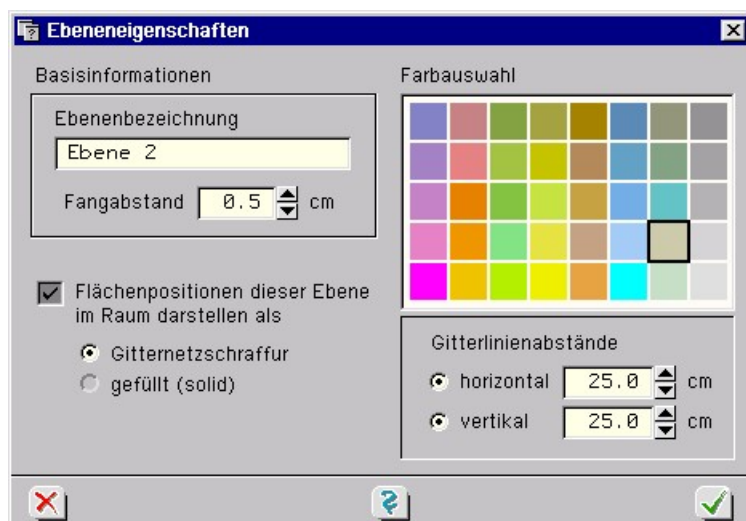 Ebeneneigenschaften
Basisinformationen
Ebenenbezeichnung
Ebene 2
Fangabstand 0.5 cm
Flächenpositionen dieser Ebene
im Raum darstellen als
Gitternetzschraffur
gefüllt (solid)
Farbauswahl
Gitterlinienabstände
horizontal 25.0 cm
vertikal 25.0 cm